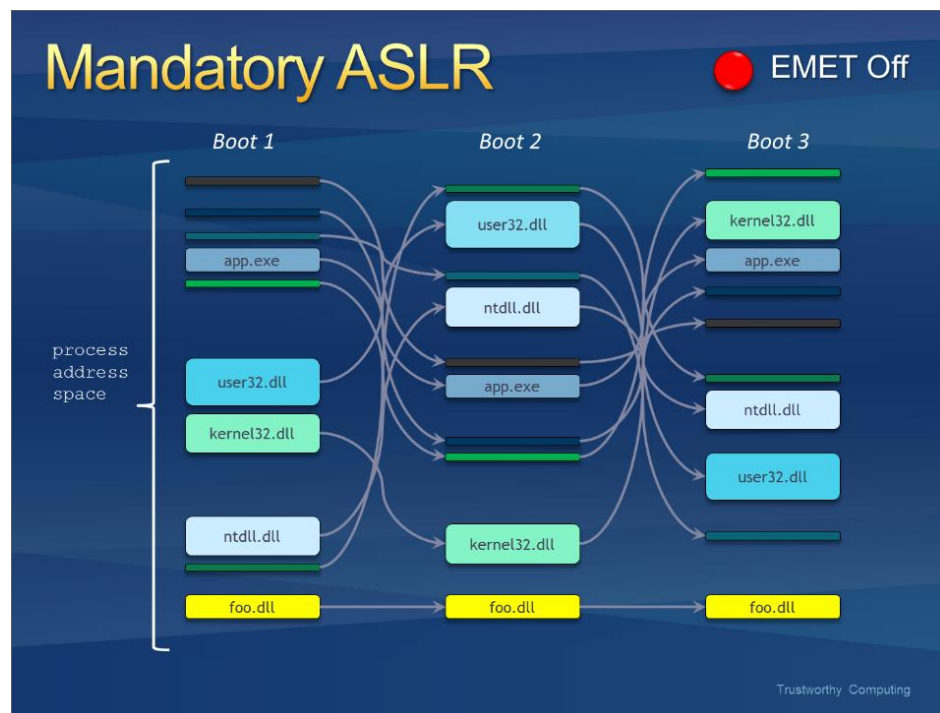 Mandatory ASLR
EMET Off
Boot 1
Boot 2
Boot 3
process
address
space
app.exe
user32.dll
kernel32.dll
ntdll.dll
foo.dll
user32.dll
ntdll.dll
app.exe
kernel32.dll
foo.dll
kernel32.dll
app.exe
ntdll.dll
user32.dll
foo.dll
Trustworthy Computing